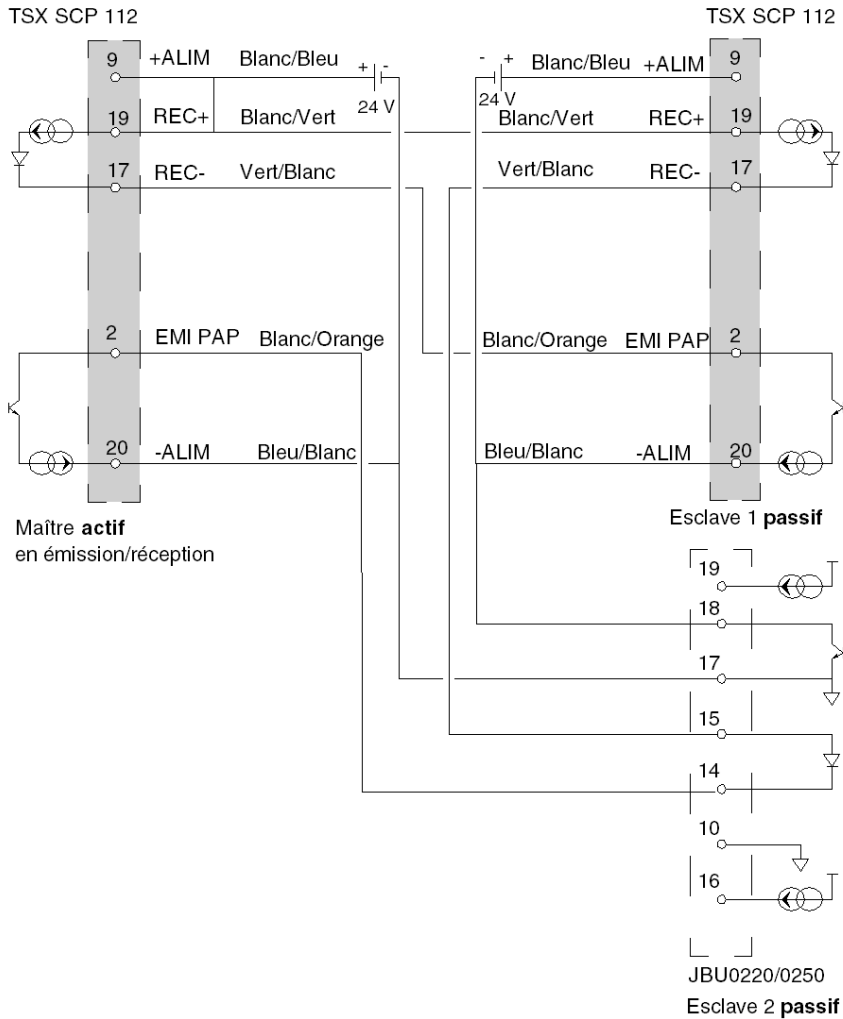 TSX SCP 112
TSX SCP 112
9 +ALIM Blanc/Bleu + -
24 V
- + Blanc/Bleu +ALIM 9
24 V
19 REC+ Blanc/Vert
Blanc/Vert REC+ 19
17 REC- Vert/Blanc
Vert/Blanc REC- 17
2 EMI PAP Blanc/Orange
Blanc/Orange EMI PAP 2
20 -ALIM Bleu/Blanc
Bleu/Blanc -ALIM 20
Maître actif
en émission/réception
Esclave 1 passif
19
18
17
15
14
10
16
JBU0220/0250
Esclave 2 passif